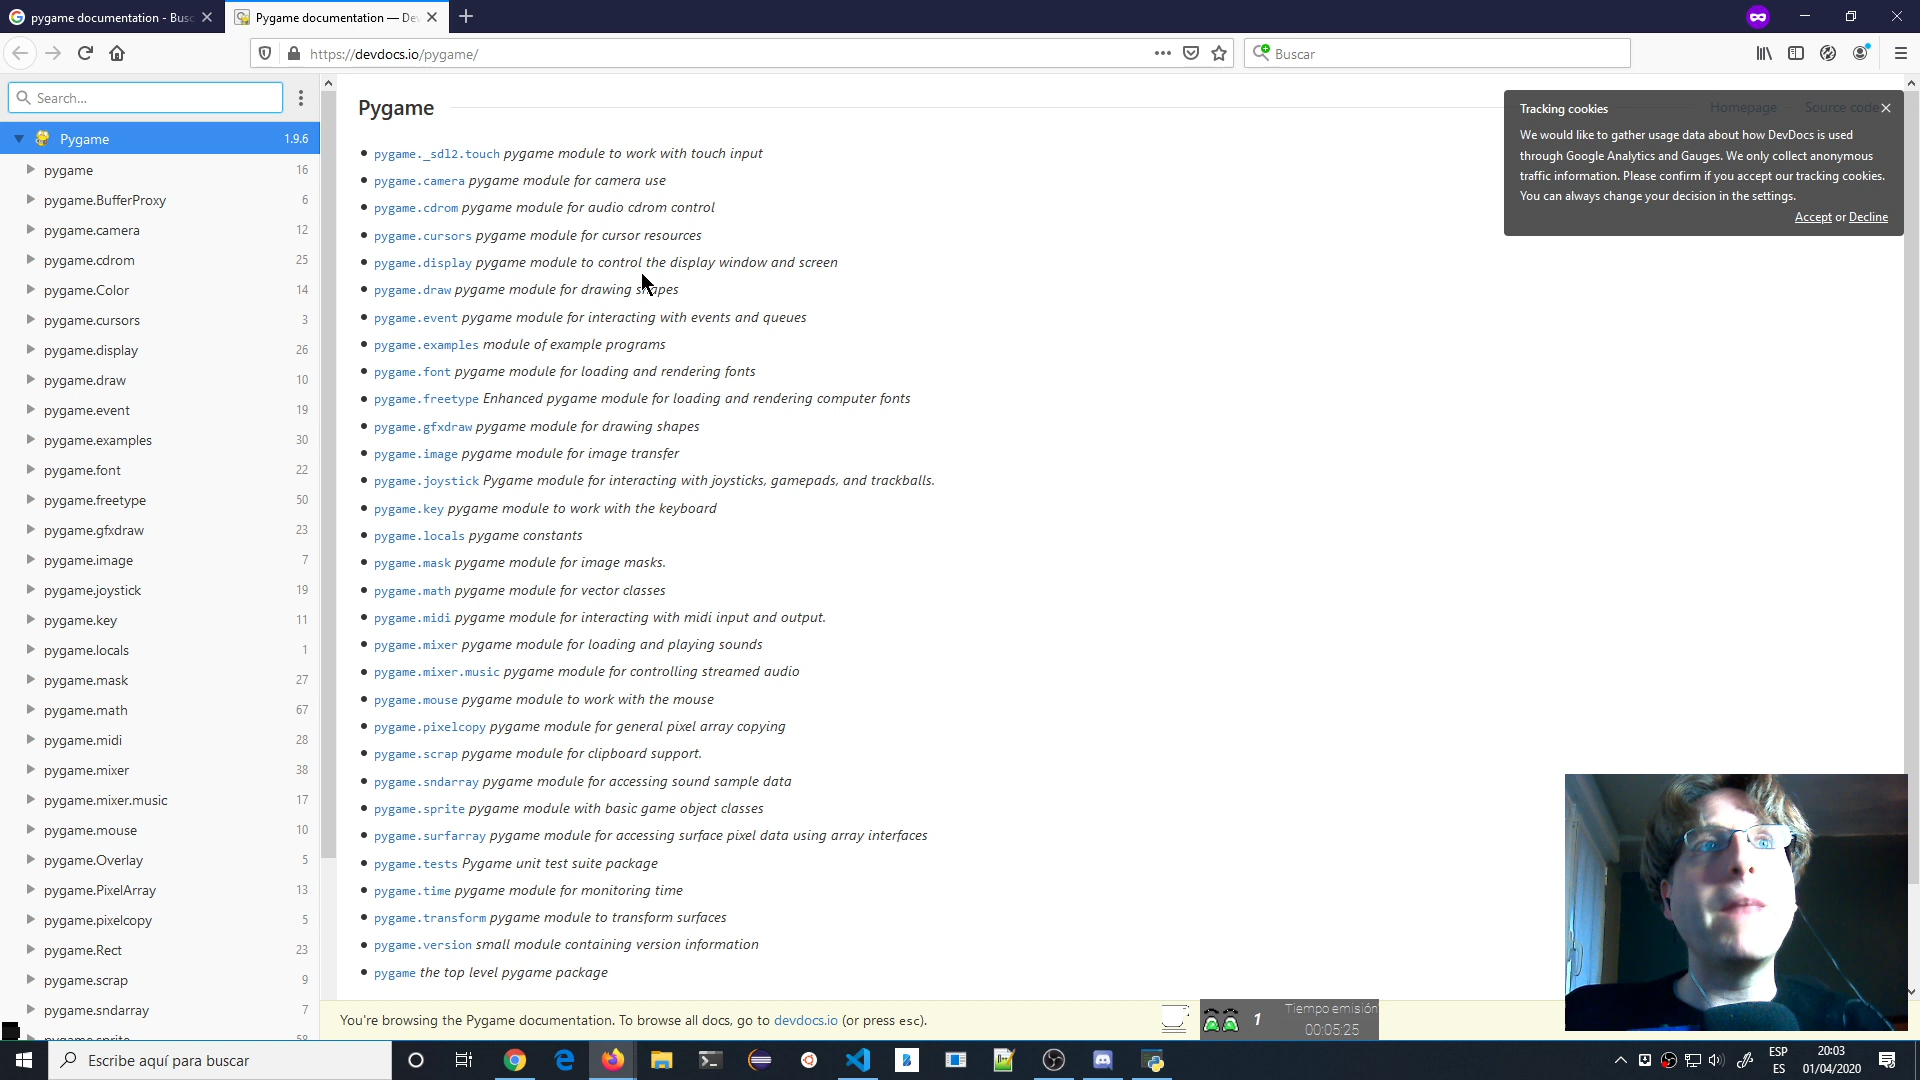 pygame documentation - Bus
Pygame documentation — De
https://devdocs.io/pygame/
Buscar
Search...
Pygame 1.9.6
pygame 16
pygame.BufferProxy 6
pygame.camera 12
pygame.cdrom 25
pygame.Color 14
pygame.cursors 3
pygame.display 26
pygame.draw 10
pygame.event 19
pygame.examples 30
pygame.font 22
pygame.freetype 50
pygame.gfxdraw 23
pygame.image 7
pygame.joystick 19
pygame.key 11
pygame.locals 1
pygame.mask 27
pygame.math 67
pygame.midi 28
pygame.mixer 38
pygame.mixer.music 17
pygame.mouse 10
pygame.Overlay 5
pygame.PixelArray 13
pygame.pixelcopy 5
pygame.Rect 23
pygame.scrap 9
pygame.sndarray 7
pygame.sprite 58
Pygame
Homepage Source code
pygame._sdl2.touch pygame module to work with touch input
pygame.camera pygame module for camera use
pygame.cdrom pygame module for audio cdrom control
pygame.cursors pygame module for cursor resources
pygame.display pygame module to control the display window and screen
pygame.draw pygame module for drawing shapes
pygame.event pygame module for interacting with events and queues
pygame.examples module of example programs
pygame.font pygame module for loading and rendering fonts
pygame.freetype Enhanced pygame module for loading and rendering computer fonts
pygame.gfxdraw pygame module for drawing shapes
pygame.image pygame module for image transfer
pygame.joystick Pygame module for interacting with joysticks, gamepads, and trackballs.
pygame.key pygame module to work with the keyboard
pygame.locals pygame constants
pygame.mask pygame module for image masks.
pygame.math pygame module for vector classes
pygame.midi pygame module for interacting with midi input and output.
pygame.mixer pygame module for loading and playing sounds
pygame.mixer.music pygame module for controlling streamed audio
pygame.mouse pygame module to work with the mouse
pygame.pixelcopy pygame module for general pixel array copying
pygame.scrap pygame module for clipboard support.
pygame.sndarray pygame module for accessing sound sample data
pygame.sprite pygame module with basic game object classes
pygame.surfarray pygame module for accessing surface pixel data using array interfaces
pygame.tests Pygame unit test suite package
pygame.time pygame module for monitoring time
pygame.transform pygame module to transform surfaces
pygame.version small module containing version information
pygame the top level pygame package
Tracking cookies
We would like to gather usage data about how DevDocs is used
through Google Analytics and Gauges. We only collect anonymous
traffic information. Please confirm if you accept our tracking cookies.
You can always change your decision in the settings.
Accept or Decline
You're browsing the Pygame documentation. To browse all docs, go to devdocs.io (or press esc).
1
Tiempo emisión
00:05:25
Escribe aquí para buscar
ESP
ES
20:03
01/04/2020